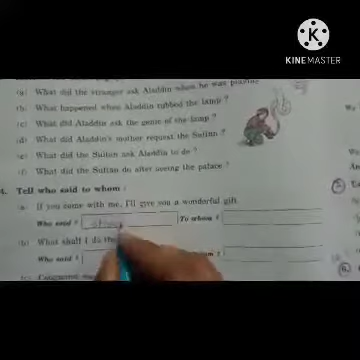 K
KINEMASTER
(a) What did the stranger ask Aladdin when he was
(b) What happened when Aladdin rubbed the lamp?
(c) What did Aladdin ask the genie of the lamp?
(d) What did Aladdin's mother request the Sultan?
(e) What did the Sultan ask Aladdin to do?
(f) What did the Sultan do after seeing the palace?
4. Tell who said to whom:
(a) If you come with me, I'll give you a wonderful gift.
Who said? To whom?
(b) What shall I do
Who said? whom?
(c)